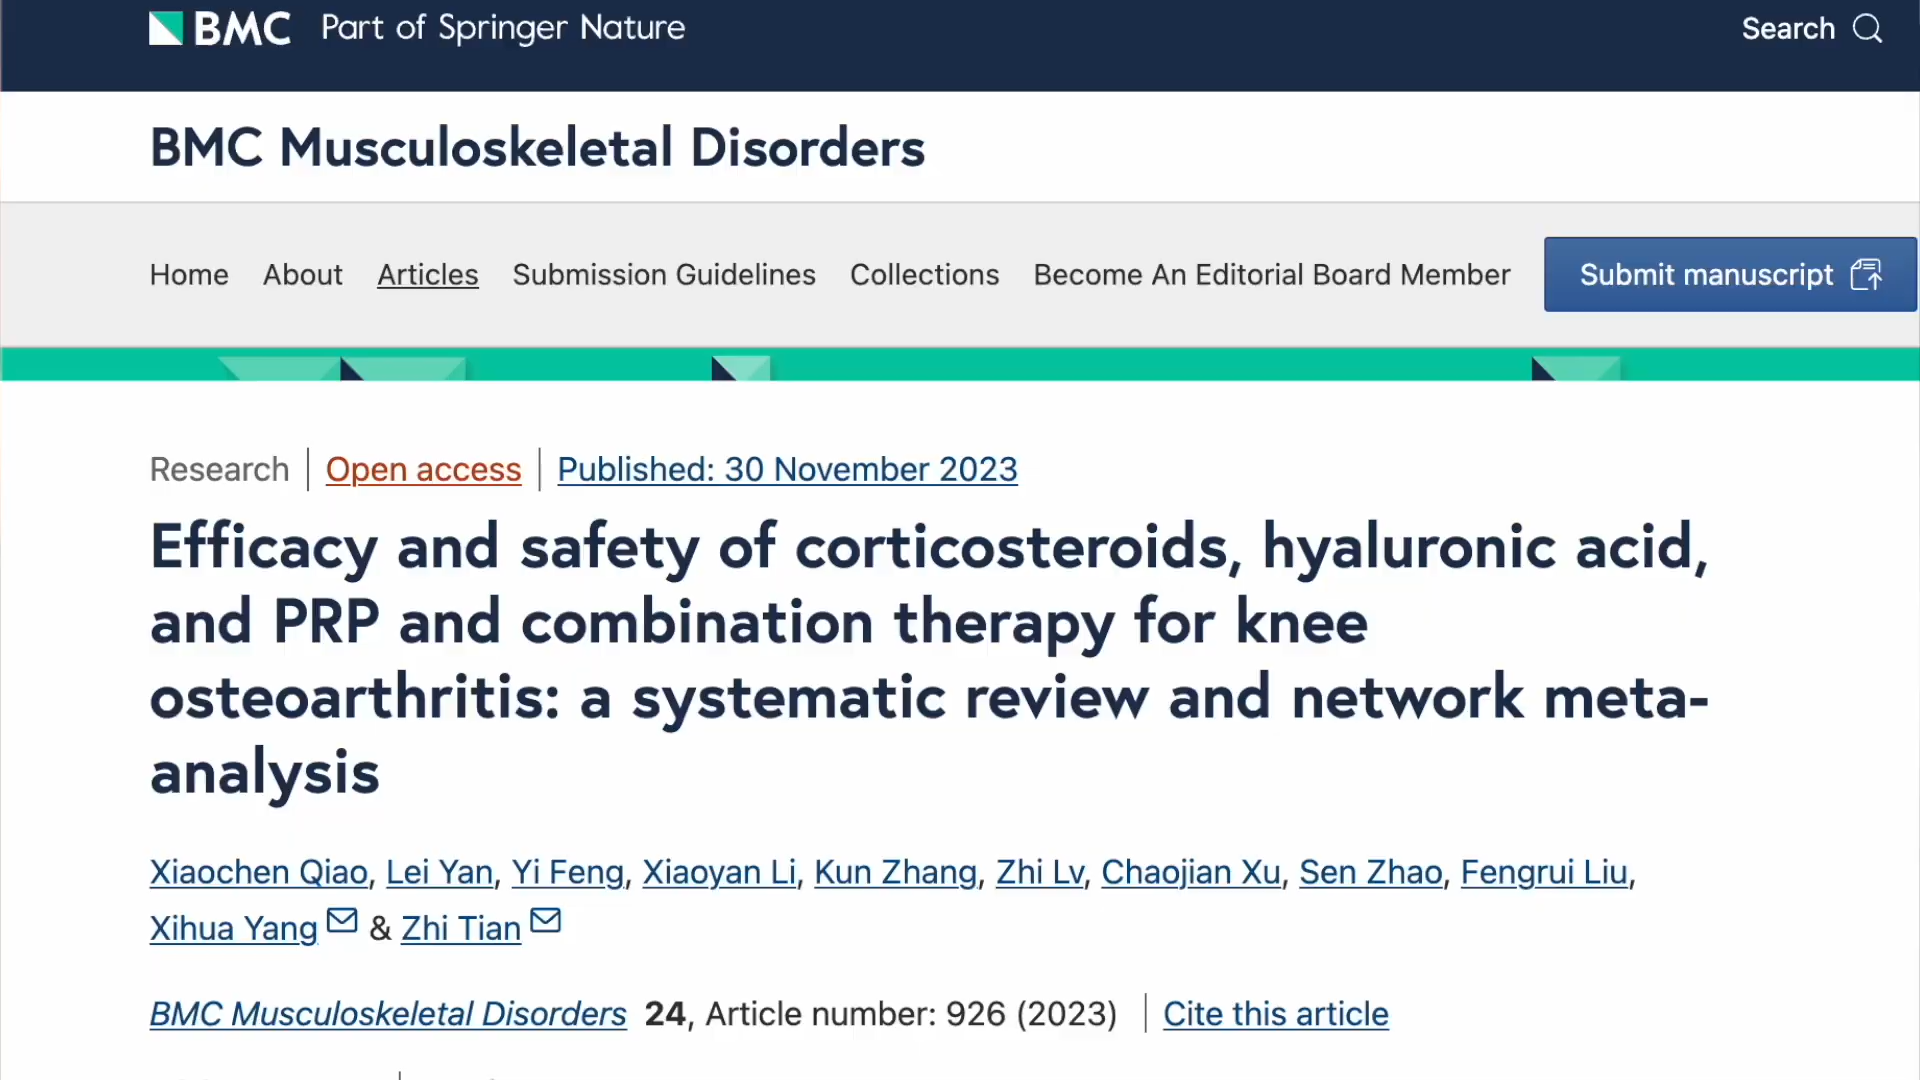 BMC Part of Springer Nature
Search
BMC Musculoskeletal Disorders
Home About Articles Submission Guidelines Collections Become An Editorial Board Member Submit manuscript
Research Open access Published: 30 November 2023
Efficacy and safety of corticosteroids, hyaluronic acid,
and PRP and combination therapy for knee
osteoarthritis: a systematic review and network meta-
analysis
Xiaochen Qiao, Lei Yan, Yi Feng, Xiaoyan Li, Kun Zhang, Zhi Lv, Chaojian Xu, Sen Zhao, Fengrui Liu,
Xihua Yang & Zhi Tian
BMC Musculoskeletal Disorders 24, Article number: 926 (2023) Cite this article